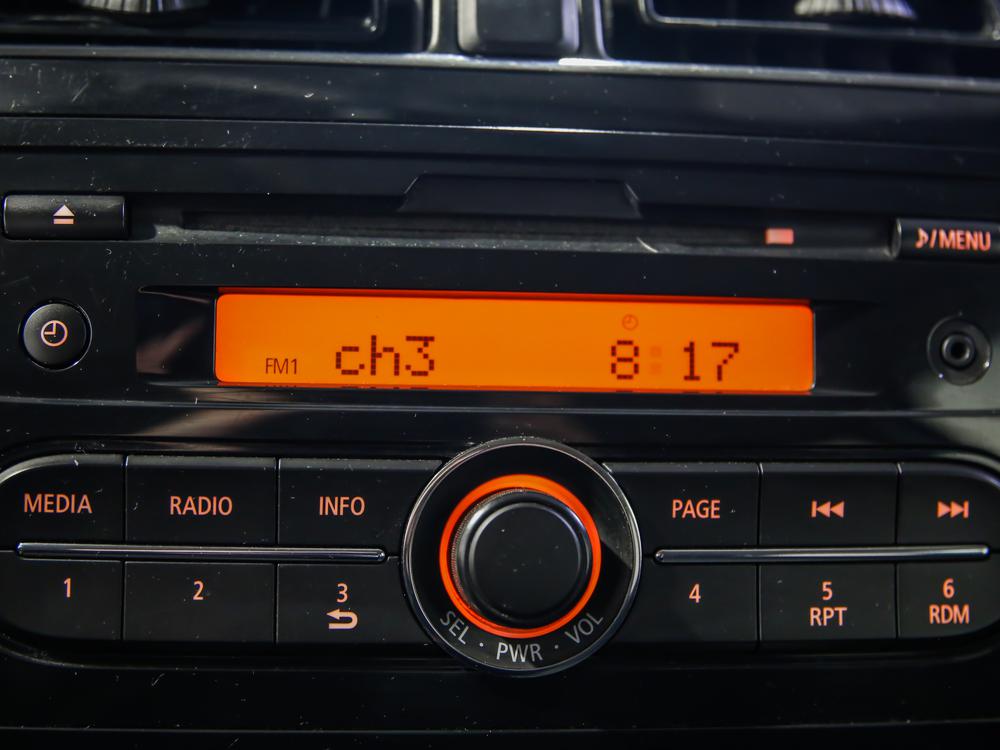 ♪/MENU
FM1 ch3 8:17
MEDIA RADIO INFO PAGE
1 2 3 4 5 6
RPT RDM
SEL · PWR · VOL